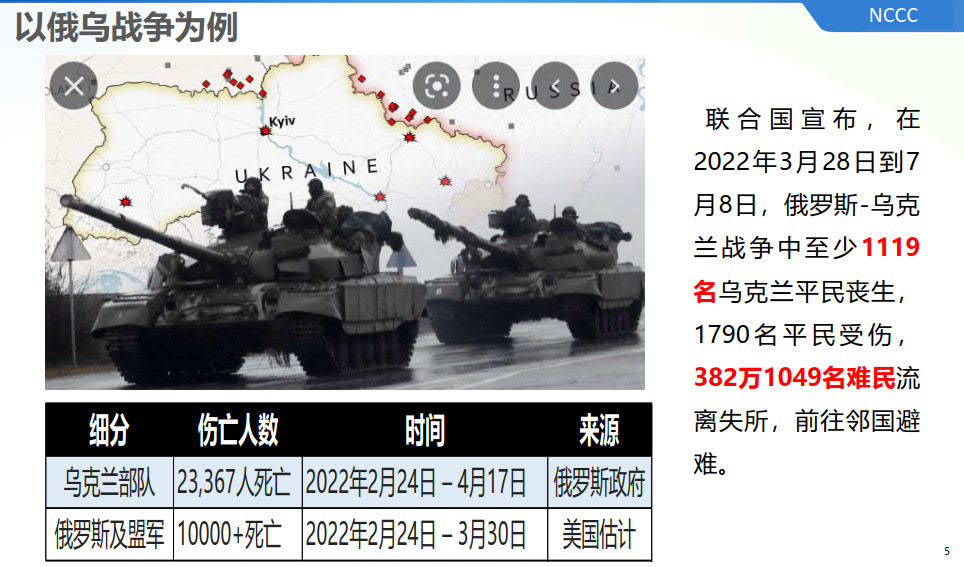 以俄乌战争为例
NCCC
RUSSIA
Kyiv
UKRAINE
联合国宣布，在
2022年3月28日到7
月8日，俄罗斯-乌克
兰战争中至少1119
名乌克兰平民丧生，
1790名平民受伤，
382万1049名难民流
离失所，前往邻国避
难。
细分 伤亡人数 时间 来源
乌克兰部队 23,367人死亡 2022年2月24日 – 4月17日 俄罗斯政府
俄罗斯及盟军 10000+死亡 2022年2月24日 – 3月30日 美国估计
5